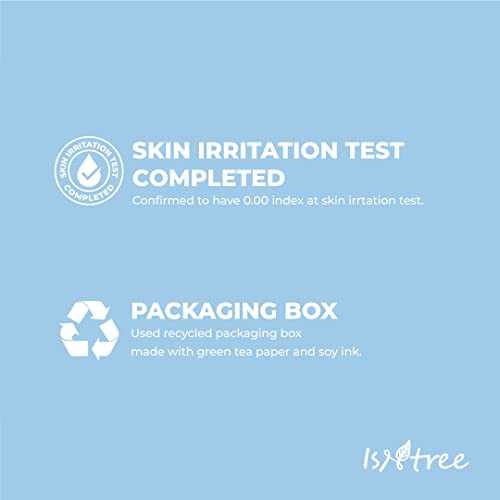 SKIN IRRITATION TEST
COMPLETED
SKIN IRRITATION TEST
COMPLETED
Confirmed to have 0.00 index at skin irrtation test.
PACKAGING BOX
Used recycled packaging box
made with green tea paper and soy ink.
IsNtree